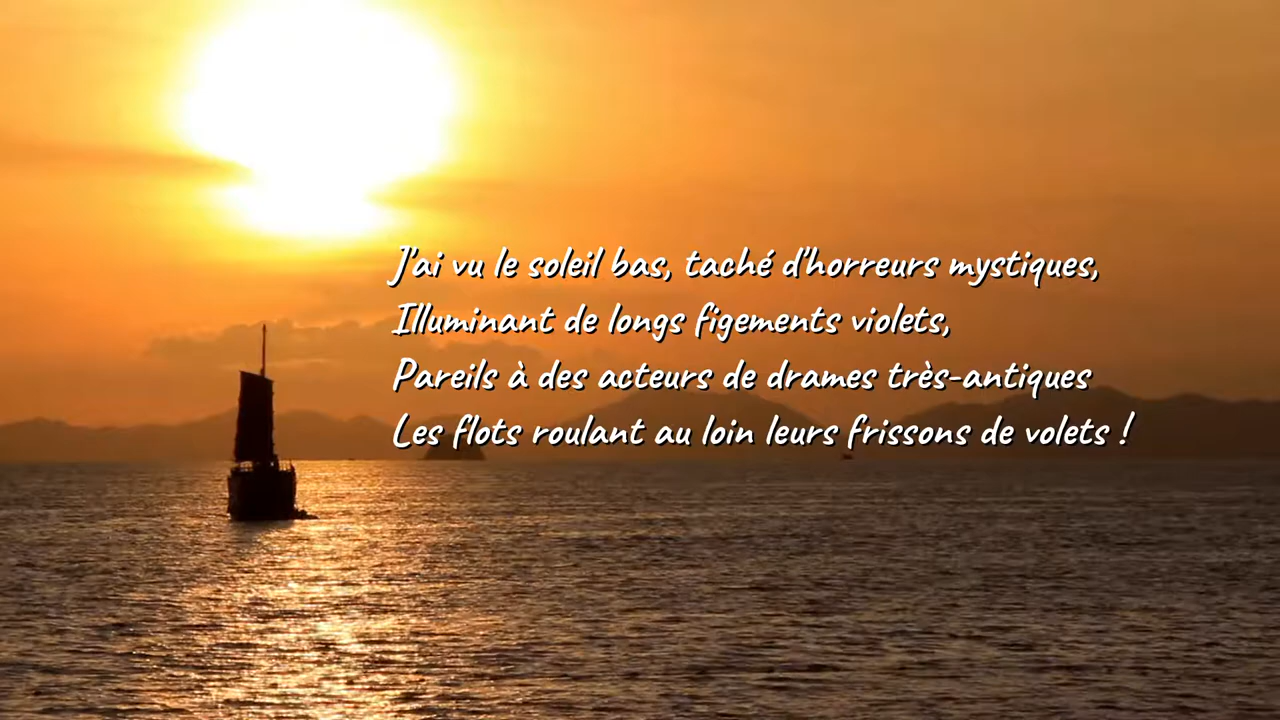 J'ai vu le soleil bas, taché d'horreurs mystiques,
Illuminant de longs figements violets,
Pareils à des acteurs de drames très-antiques
Les flots roulant au loin leurs frissons de volets !